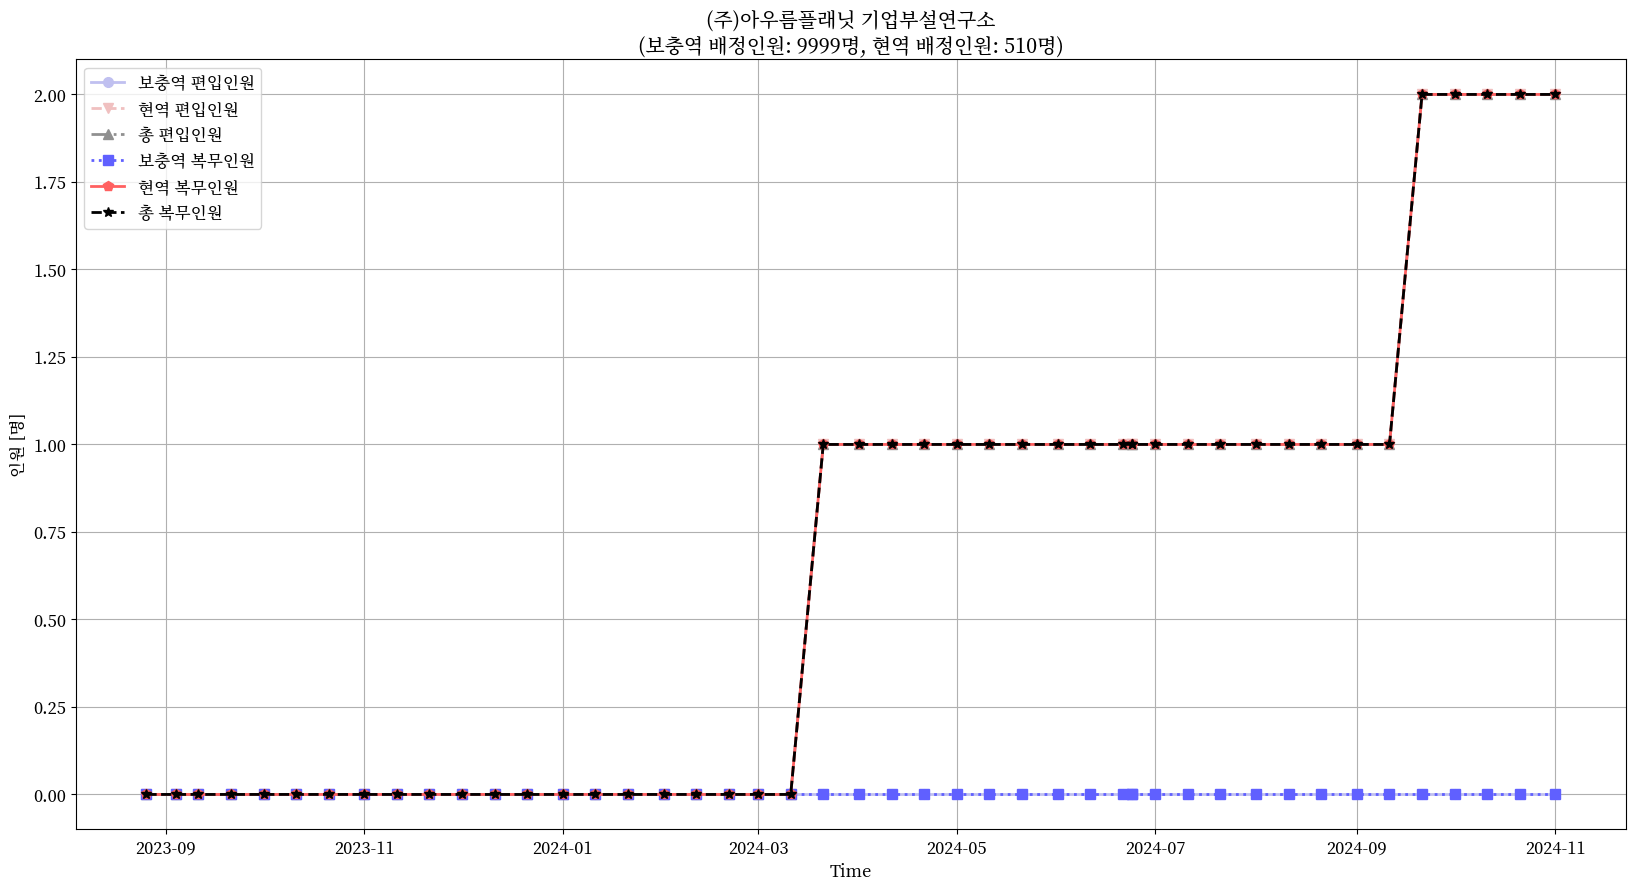 (주)아우름플래닛 기업부설연구소
(보충역 배정인원: 9999명, 현역 배정인원: 510명)
보충역 편입인원
현역 편입인원
총 편입인원
보충역 복무인원
현역 복무인원
총 복무인원
인원 [명]
2.00
1.75
1.50
1.25
1.00
0.75
0.50
0.25
0.00
2023-09 2023-11 2024-01 2024-03 2024-05 2024-07 2024-09 2024-11
Time